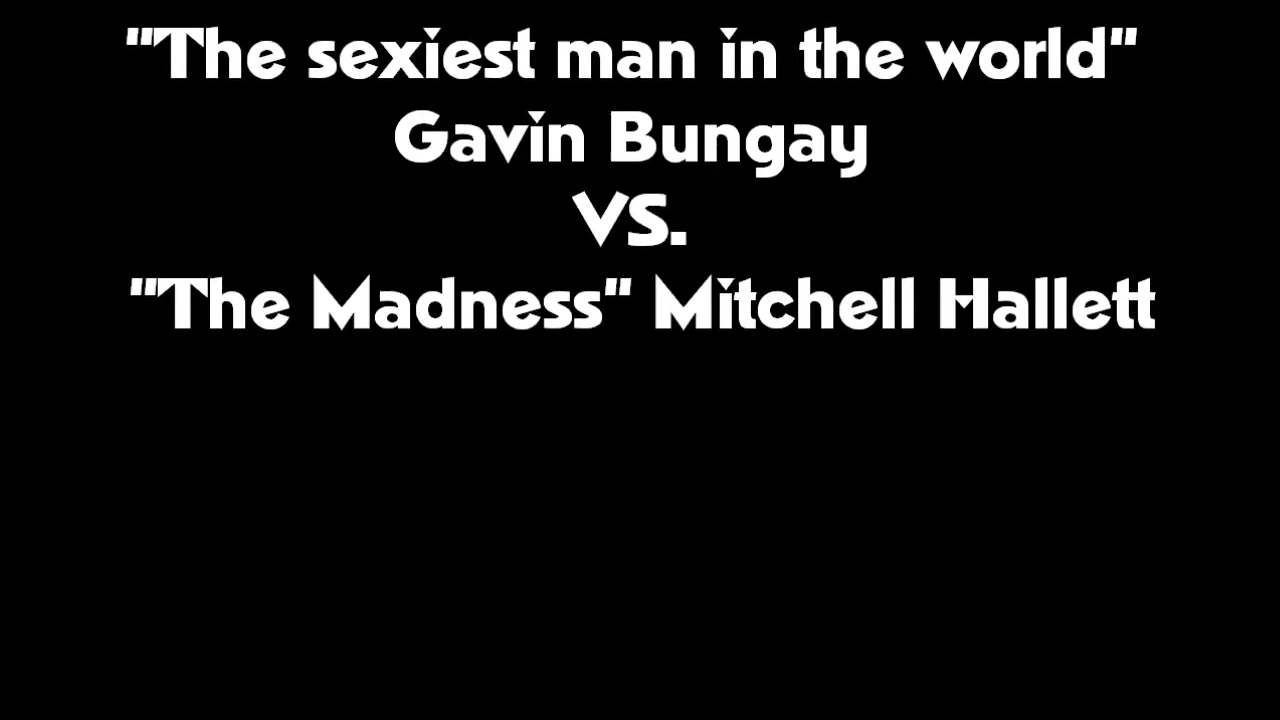 "The sexiest man in the world"
Gavin Bungay
VS.
"The Madness" Mitchell Hallett